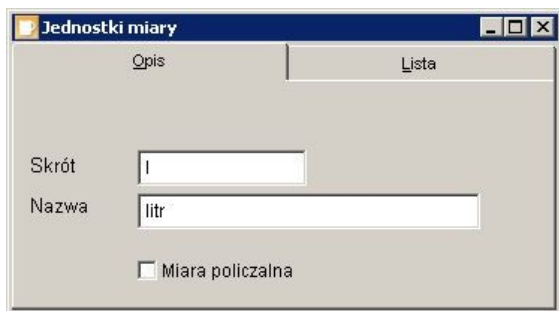 Jednostki miary
Opis Lista
Skrót l
Nazwa litr
Miara policzalna